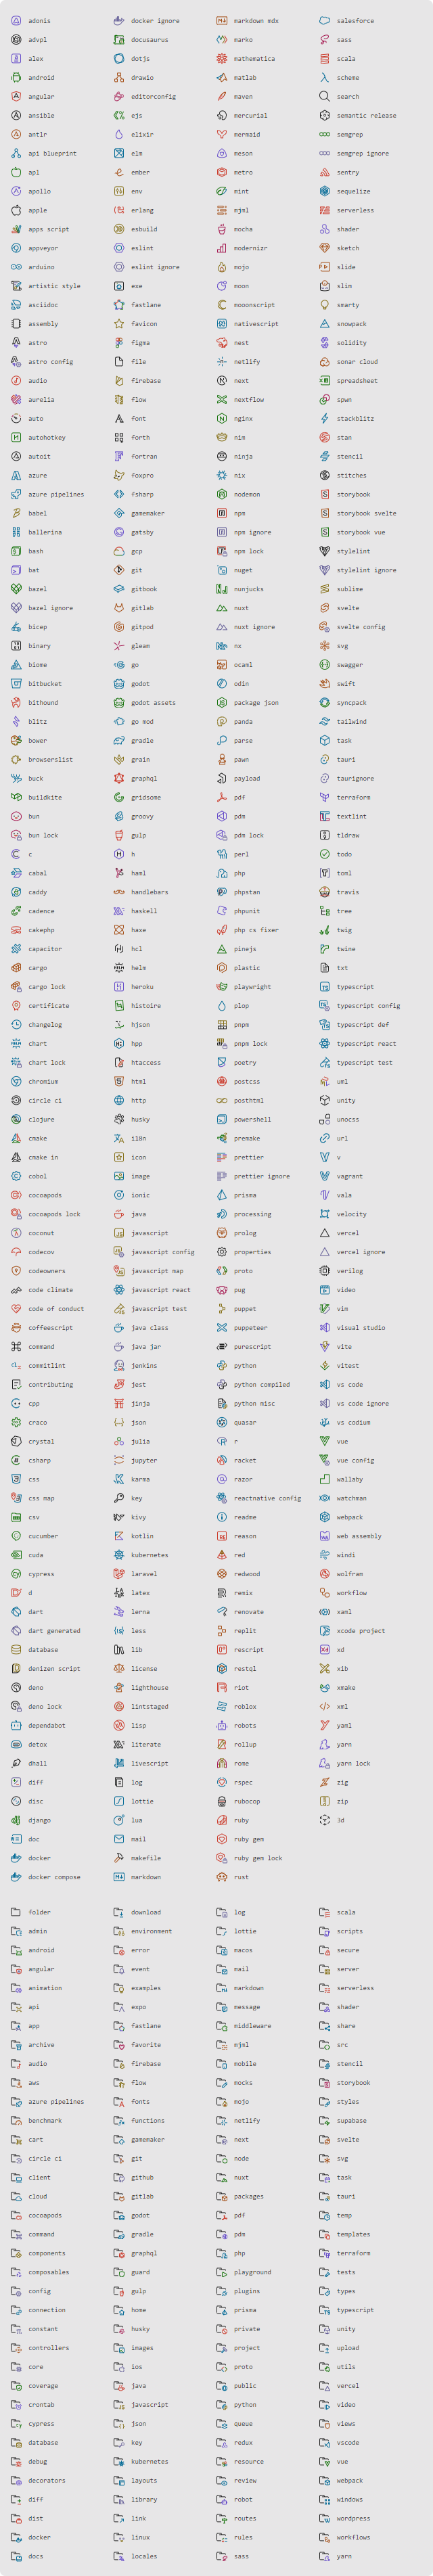 adonis
advpl
alex
android
angular
ansible
antlr
api blueprint
apl
apollo
apple
apps script
appveyor
arduino
artistic style
asciidoc
assembly
astro
astro config
audio
aurelia
auto
autohotkey
autoit
azure
azure pipelines
babel
ballerina
bash
bat
bazel
bazel ignore
bicep
binary
biome
bitbucket
bithound
blitz
bower
browserslist
buck
buildkite
bun
bun lock
c
cabal
caddy
cadence
cakephp
capacitor
cargo
cargo lock
certificate
changelog
chart
chart lock
chromium
circle ci
clojure
cmake
cmake in
cobol
cocoapods
cocoapods lock
coconut
codecov
codeowners
code climate
code of conduct
coffeescript
command
commitlint
contributing
cpp
craco
crystal
csharp
css
css map
csv
cucumber
cuda
cypress
d
dart
dart generated
database
denizen script
deno
deno lock
dependabot
detox
dhall
diff
disc
django
doc
docker
docker compose
docker ignore
docusaurus
dotjs
drawio
editorconfig
ejs
elixir
elm
ember
env
erlang
esbuild
eslint
eslint ignore
exe
fastlane
favicon
figma
file
firebase
flow
font
forth
fortran
foxpro
fsharp
gamemaker
gatsby
gcp
git
gitbook
gitlab
gitpod
gleam
go
godot
godot assets
go mod
gradle
grain
graphql
gridsome
groovy
gulp
h
haml
handlebars
haskell
haxe
hcl
helm
heroku
histoire
hjson
hpp
htaccess
html
http
husky
i18n
icon
image
ionic
java
javascript
javascript config
javascript map
javascript react
javascript test
java class
java jar
jenkins
jest
jinja
json
julia
jupyter
karma
key
kivy
kotlin
kubernetes
laravel
latex
lerna
less
lib
license
lighthouse
lintstaged
lisp
literate
livescript
log
lottie
lua
mail
makefile
markdown
markdown mdx
marko
mathematica
matlab
maven
mercurial
mermaid
meson
metro
mint
mjml
mocha
modernizr
mojo
moon
mooonscript
nativescript
nest
netlify
next
nextflow
nginx
nim
ninja
nix
nodemon
npm
npm ignore
npm lock
nuget
nunjucks
nuxt
nuxt ignore
nx
ocaml
odin
package json
panda
parse
pawn
payload
pdf
pdm
pdm lock
perl
php
phpstan
phpunit
php cs fixer
pinejs
plastic
playwright
plop
pnpm
pnpm lock
poetry
postcss
posthtml
powershell
premake
prettier
prettier ignore
prisma
processing
prolog
properties
proto
pug
puppet
puppeteer
purescript
python
python compiled
python misc
quasar
r
racket
razor
reactnative config
readme
reason
red
redwood
remix
renovate
replit
rescript
restql
riot
roblox
robots
rollup
rome
rspec
rubocop
ruby
ruby gem
ruby gem lock
rust
salesforce
sass
scala
scheme
search
semantic release
semgrep
semgrep ignore
sentry
sequelize
serverless
shader
sketch
slide
slim
smarty
snowpack
solidity
sonar cloud
spreadsheet
spwn
stackblitz
stan
stencil
stitches
storybook
storybook svelte
storybook vue
stylelint
stylelint ignore
sublime
svelte
svelte config
svg
swagger
swift
syncpack
tailwind
task
tauri
taurignore
terraform
textlint
tldraw
todo
toml
travis
tree
twig
twine
txt
typescript
typescript config
typescript def
typescript react
typescript test
uml
unity
unocss
url
v
vagrant
vala
velocity
vercel
vercel ignore
verilog
video
vim
visual studio
vite
vitest
vs code
vs code ignore
vs codium
vue
vue config
wallaby
watchman
webpack
web assembly
windi
wolfram
workflow
xaml
xcode project
xd
xib
xmake
xml
yaml
yarn
yarn lock
zig
zip
3d
folder
admin
android
angular
animation
api
app
archive
audio
aws
azure pipelines
benchmark
cart
circle ci
client
cloud
cocoapods
command
components
composables
config
connection
constant
controllers
core
coverage
crontab
cypress
database
debug
decorators
diff
dist
docker
docs
download
environment
error
event
examples
expo
fastlane
favorite
firebase
flow
fonts
functions
gamemaker
git
github
gitlab
godot
gradle
graphql
guard
gulp
home
husky
images
ios
java
javascript
json
key
kubernetes
layouts
library
link
linux
locales
log
lottie
macos
mail
markdown
message
middleware
mjml
mobile
mocks
mojo
netlify
next
node
nuxt
packages
pdf
pdm
php
playground
plugins
prisma
private
project
proto
public
python
queue
redux
resource
review
robot
routes
rules
sass
scala
scripts
secure
server
serverless
shader
share
src
stencil
storybook
styles
supabase
svelte
svg
task
tauri
temp
templates
terraform
tests
types
typescript
unity
upload
utils
vercel
video
views
vscode
vue
webpack
windows
wordpress
workflows
yarn